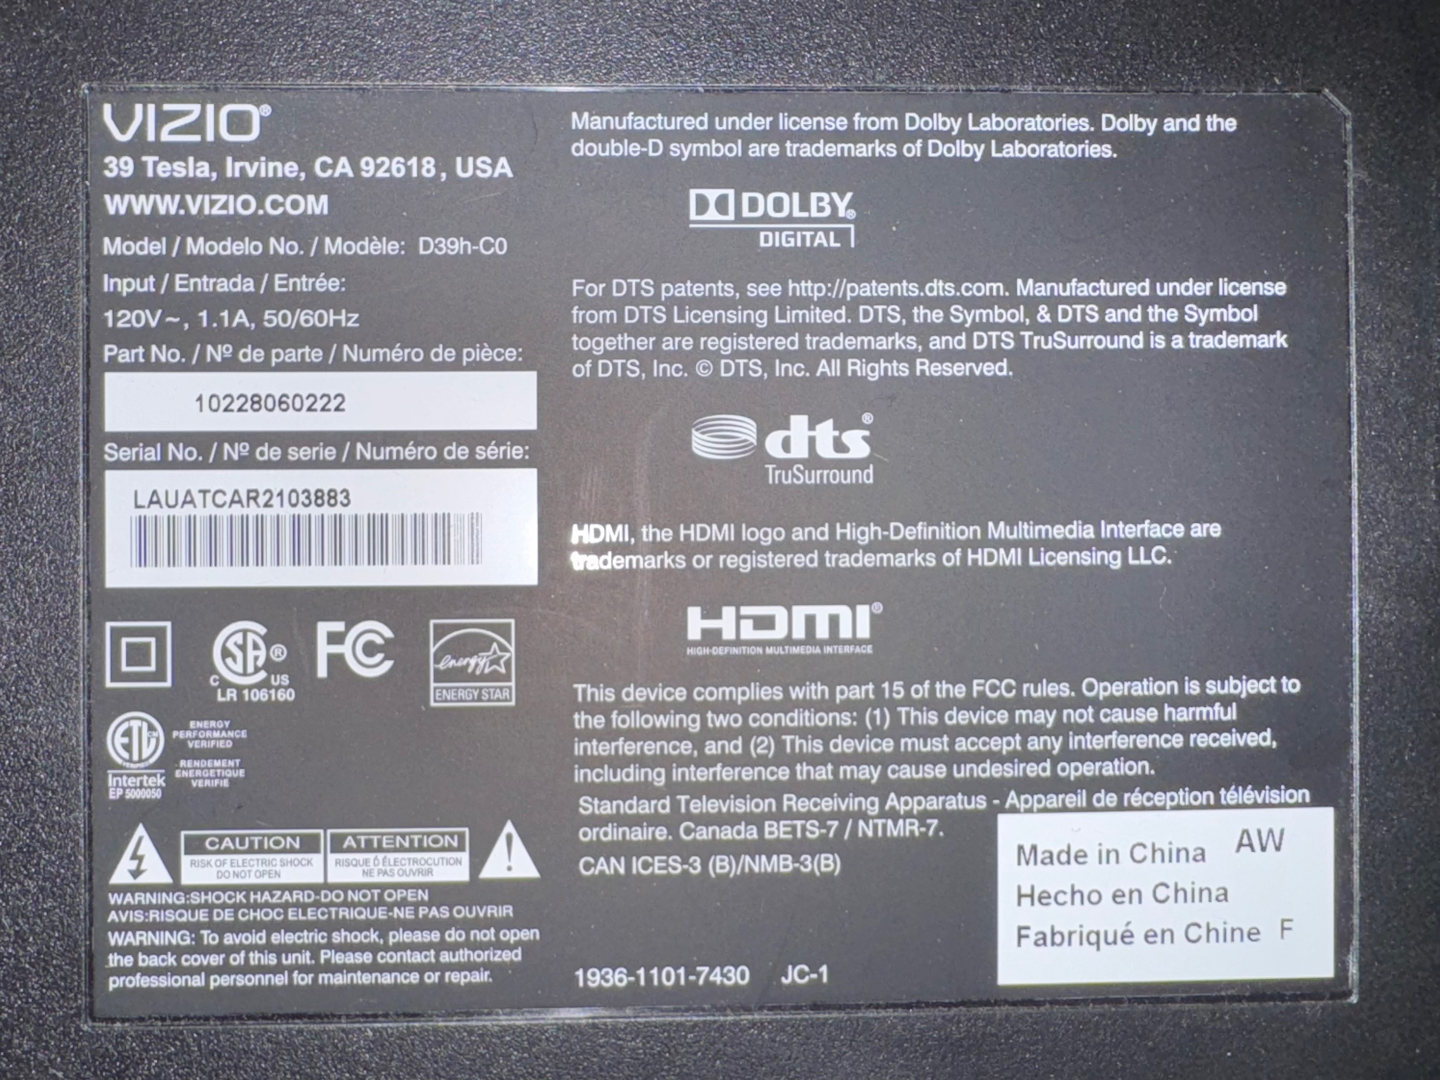 VIZIO®
39 Tesla, Irvine, CA 92618, USA
WWW.VIZIO.COM
Model / Modelo No. / Modèle: D39h-C0
Input / Entrada / Entrée:
120V~, 1.1A, 50/60Hz
Part No. / Nº de parte / Numéro de pièce:
10228060222
Serial No. / Nº de serie / Numéro de série:
LAUATCAR2103883
C SA ® US
LR 106160
FC
energy
ENERGY STAR
ETL CM
VERIFIED
Intertek
EP 5000050
ENERGY
PERFORMANCE
VERIFIED
RENDEMENT
ENERGETIQUE
VERIFIE
CAUTION
RISK OF ELECTRIC SHOCK
DO NOT OPEN
ATTENTION
RISQUE D ÉLECTROCUTION
NE PAS OUVRIR
WARNING:SHOCK HAZARD-DO NOT OPEN
AVIS:RISQUE DE CHOC ELECTRIQUE-NE PAS OUVRIR
WARNING: To avoid electric shock, please do not open
the back cover of this unit. Please contact authorized
professional personnel for maintenance or repair.
Manufactured under license from Dolby Laboratories. Dolby and the
double-D symbol are trademarks of Dolby Laboratories.
DOLBY®
DIGITAL
For DTS patents, see http://patents.dts.com. Manufactured under license
from DTS Licensing Limited. DTS, the Symbol, & DTS and the Symbol
together are registered trademarks, and DTS TruSurround is a trademark
of DTS, Inc. © DTS, Inc. All Rights Reserved.
dts®
TruSurround
HDMI, the HDMI logo and High-Definition Multimedia Interface are
trademarks or registered trademarks of HDMI Licensing LLC.
HDMI®
HIGH-DEFINITION MULTIMEDIA INTERFACE
This device complies with part 15 of the FCC rules. Operation is subject to
the following two conditions: (1) This device may not cause harmful
interference, and (2) This device must accept any interference received,
including interference that may cause undesired operation.
Standard Television Receiving Apparatus - Appareil de réception télévision
ordinaire. Canada BETS-7 / NTMR-7.
CAN ICES-3 (B)/NMB-3(B)
1936-1101-7430 JC-1
Made in China AW
Hecho en China
Fabriqué en Chine F